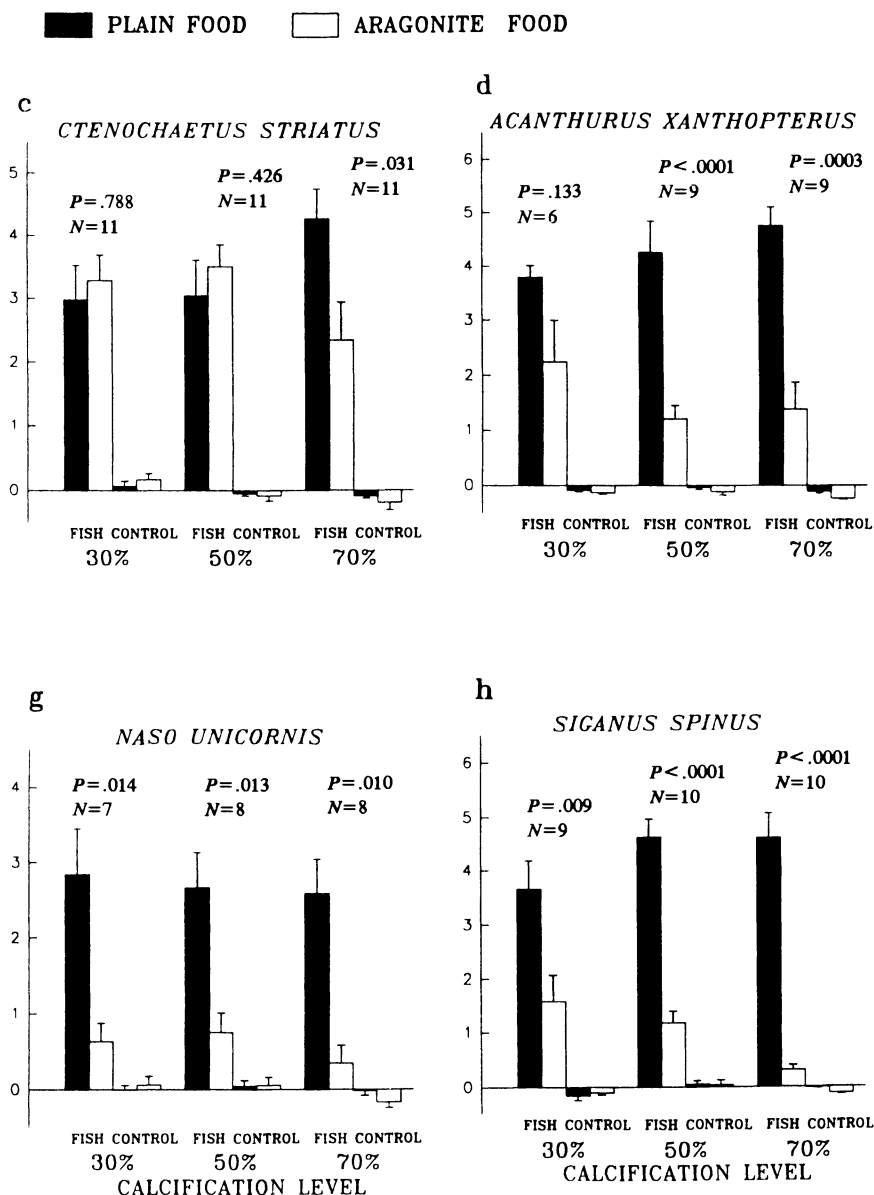 PLAIN FOOD ARAGONITE FOOD
c
CTENOCHAETUS STRIATUS
5
4
3
2
1
0
P=.788
N=11
P=.426
N=11
P=.031
N=11
FISH CONTROL FISH CONTROL FISH CONTROL
30% 50% 70%
d
ACANTHURUS XANTHOPTERUS
6
5
4
3
2
1
0
P=.133
N=6
P<.0001
N=9
P=.0003
N=9
FISH CONTROL FISH CONTROL FISH CONTROL
30% 50% 70%
g
NASO UNICORNIS
4
3
2
1
0
P=.014
N=7
P=.013
N=8
P=.010
N=8
FISH CONTROL FISH CONTROL FISH CONTROL
30% 50% 70%
CALCIFICATION LEVEL
h
SIGANUS SPINUS
6
5
4
3
2
1
0
P=.009
N=9
P<.0001
N=10
P<.0001
N=10
FISH CONTROL FISH CONTROL FISH CONTROL
30% 50% 70%
CALCIFICATION LEVEL